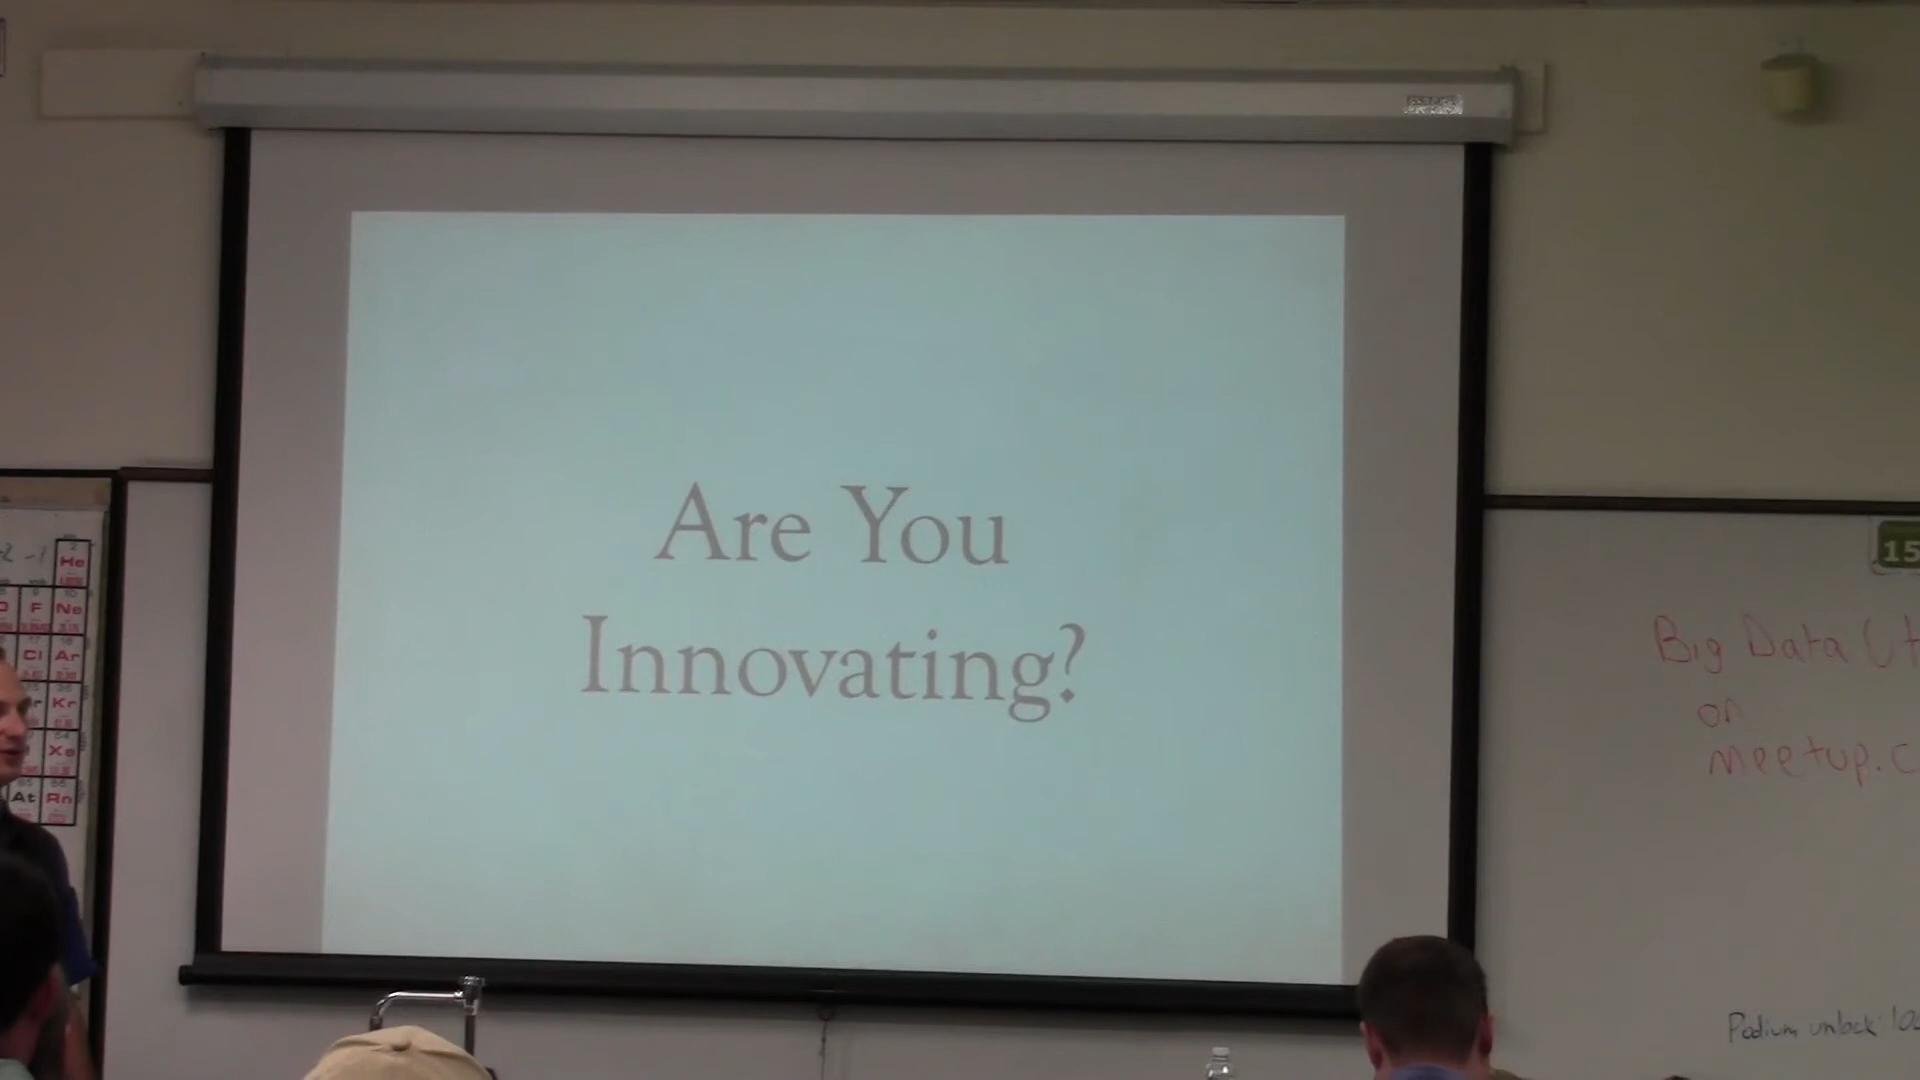 Are You
Innovating?
He
F Ne
Cl Ar
Kr
Xe
At Rn
15
Big Data
on
meetup.c
Podium unlock: